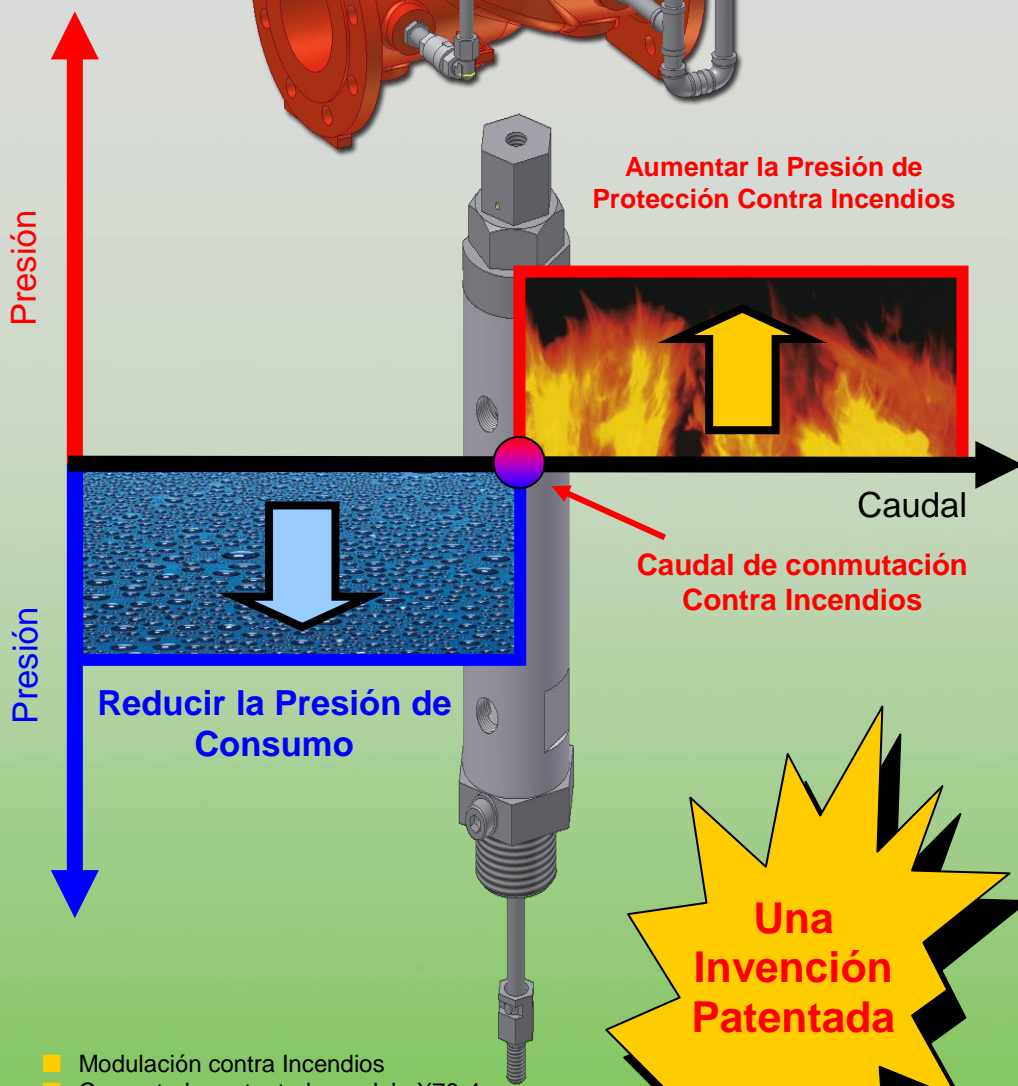 Aumentar la Presión de
Protección Contra Incendios
Presión
Caudal
Caudal de conmutación
Contra Incendios
Presión
Reducir la Presión de
Consumo
Una
Invención
Patentada
Modulación contra Incendios